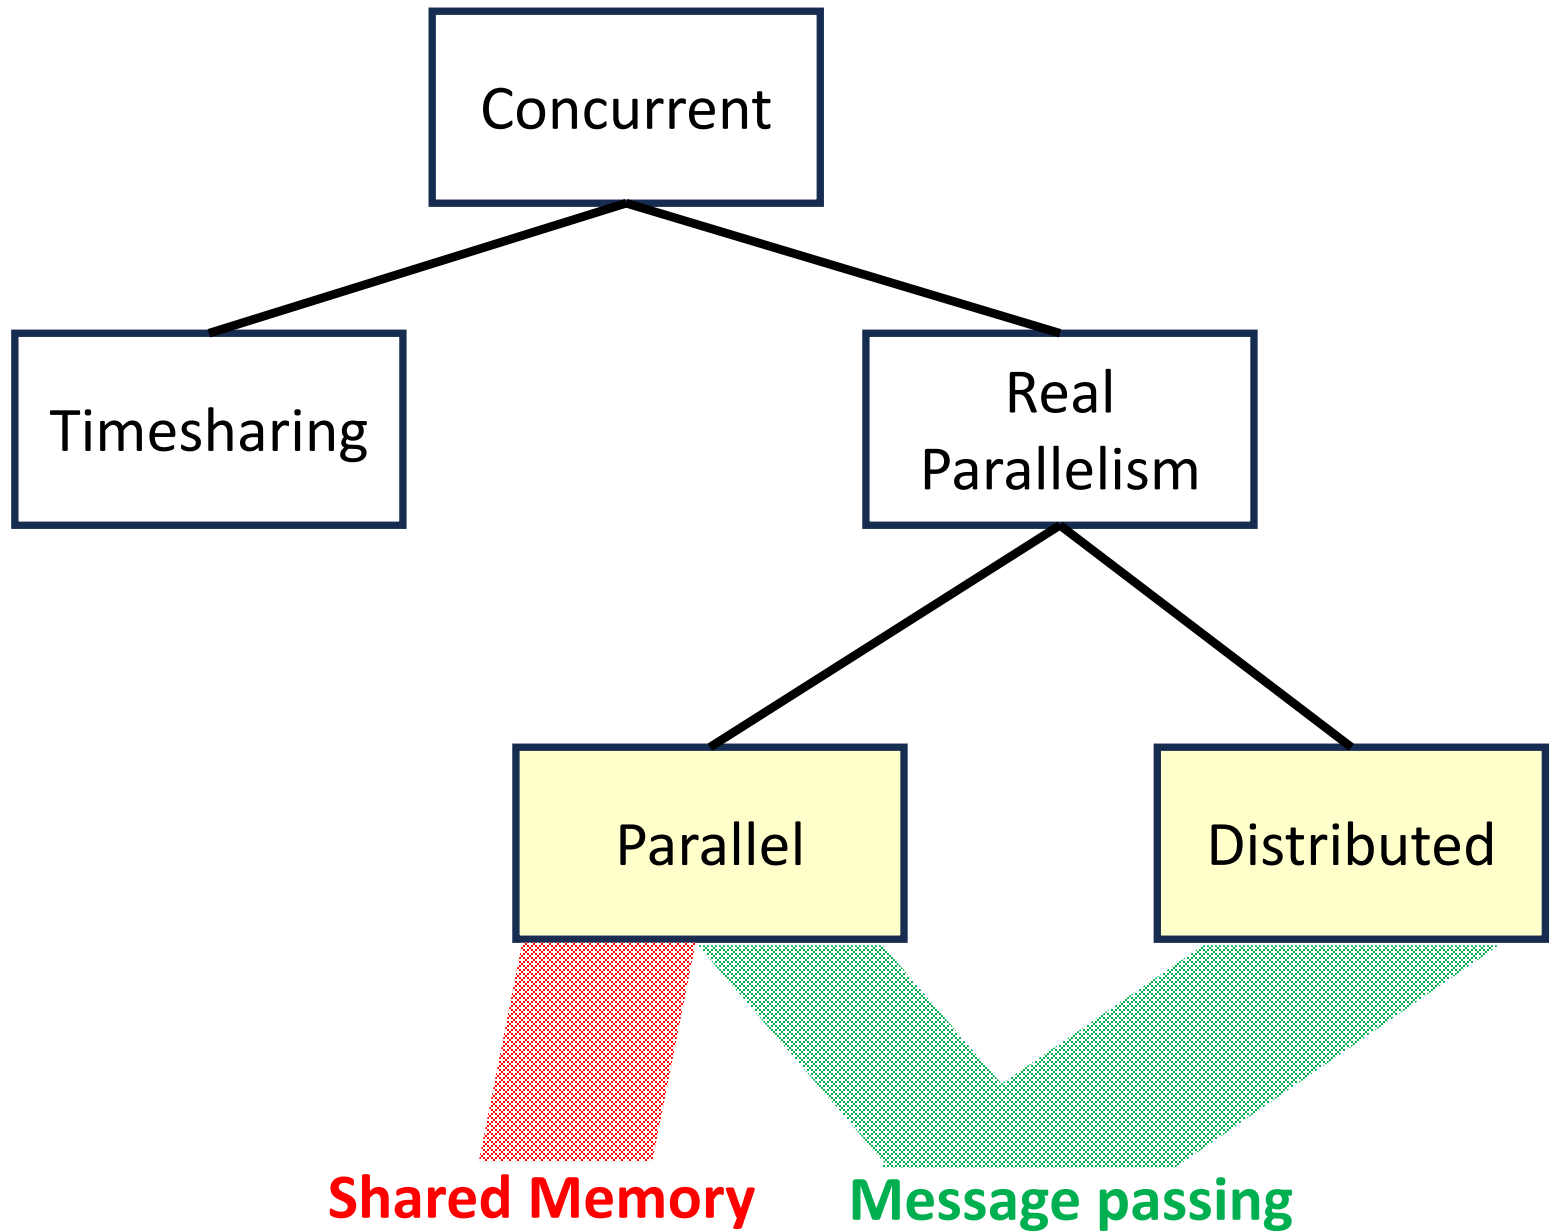 Concurrent
Timesharing
Real
Parallelism
Parallel
Distributed
Shared Memory
Message passing